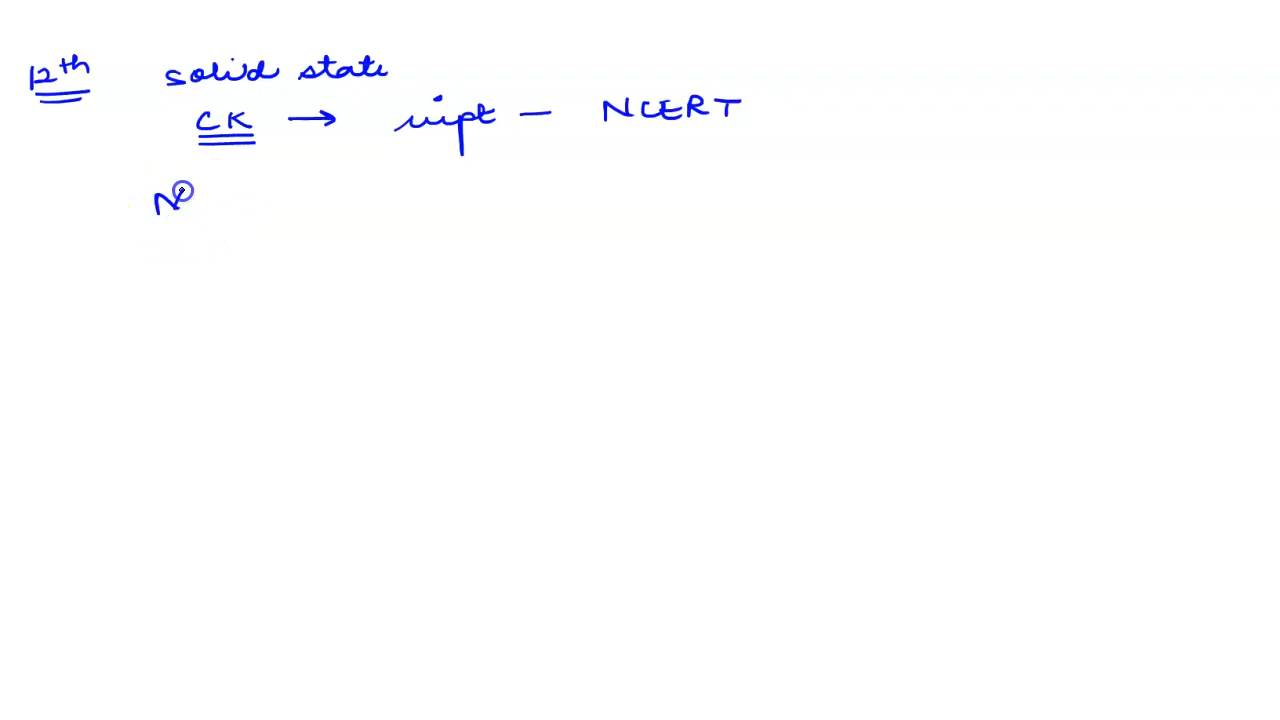 12th solid state
CK → impt - NCERT
N